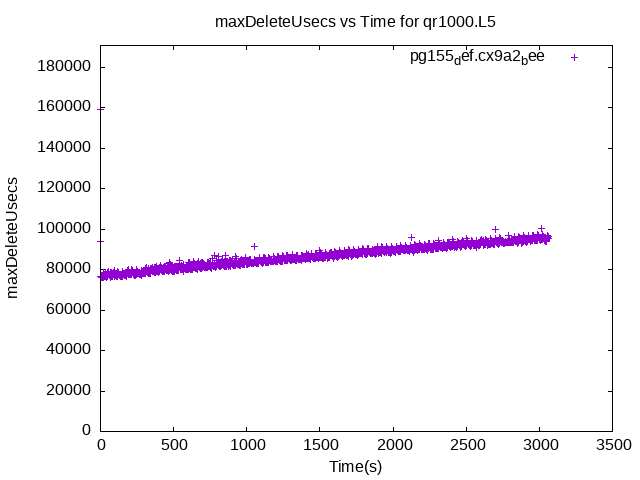 maxDeleteUsecs vs Time for qr1000.L5
pg155def.cx9a2bee
180000
160000
140000
120000
100000
80000
60000
40000
20000
0
maxDeleteUsecs
0 500 1000 1500 2000 2500 3000 3500
Time(s)